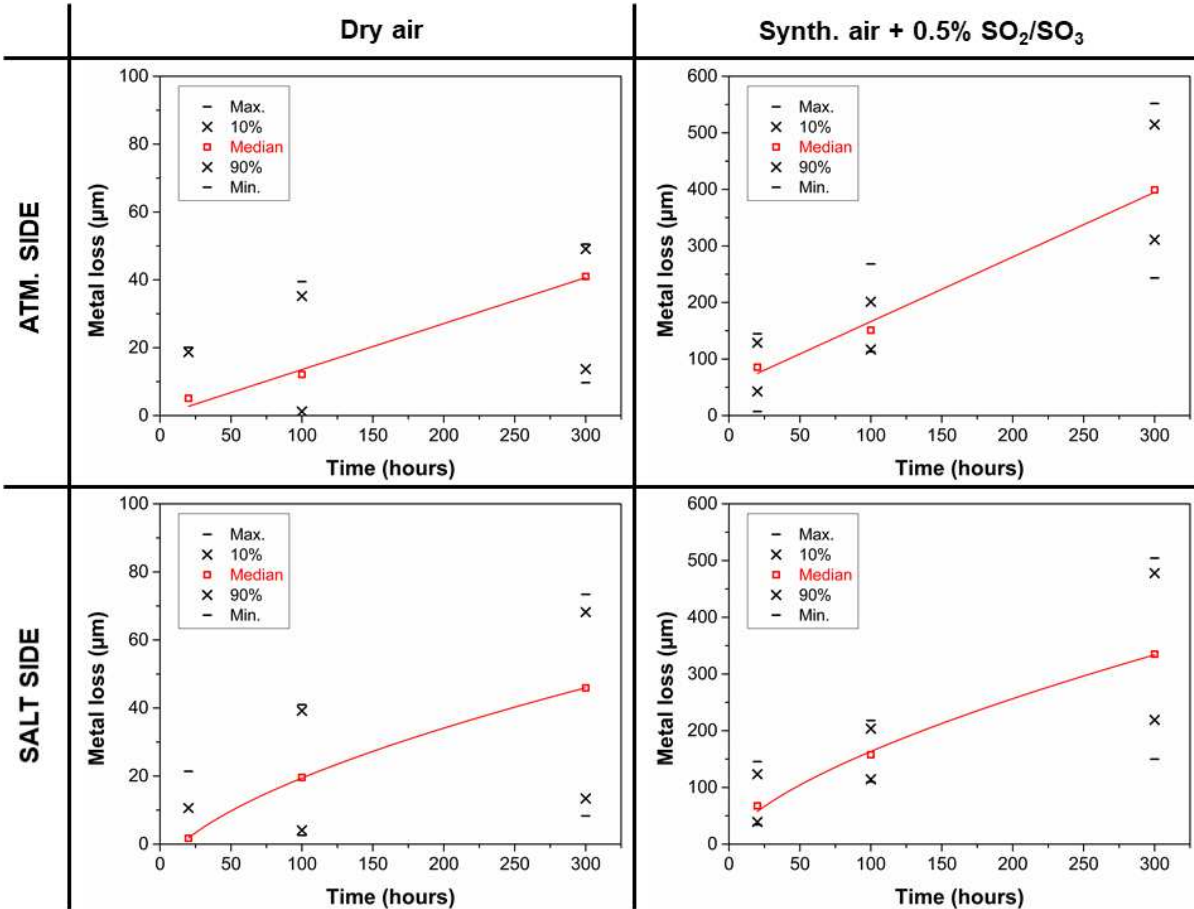 Dry air
Synth. air + 0.5% SO₂/SO₃
ATM. SIDE
Metal loss (µm)
100
80
60
40
20
0
Max.
10%
Median
90%
Min.
0 50 100 150 200 250 300
Time (hours)
Metal loss (µm)
600
500
400
300
200
100
0
Max.
10%
Median
90%
Min.
0 50 100 150 200 250 300
Time (hours)
SALT SIDE
Metal loss (µm)
100
80
60
40
20
0
Max.
10%
Median
90%
Min.
0 50 100 150 200 250 300
Time (hours)
Metal loss (µm)
600
500
400
300
200
100
0
Max.
10%
Median
90%
Min.
0 50 100 150 200 250 300
Time (hours)